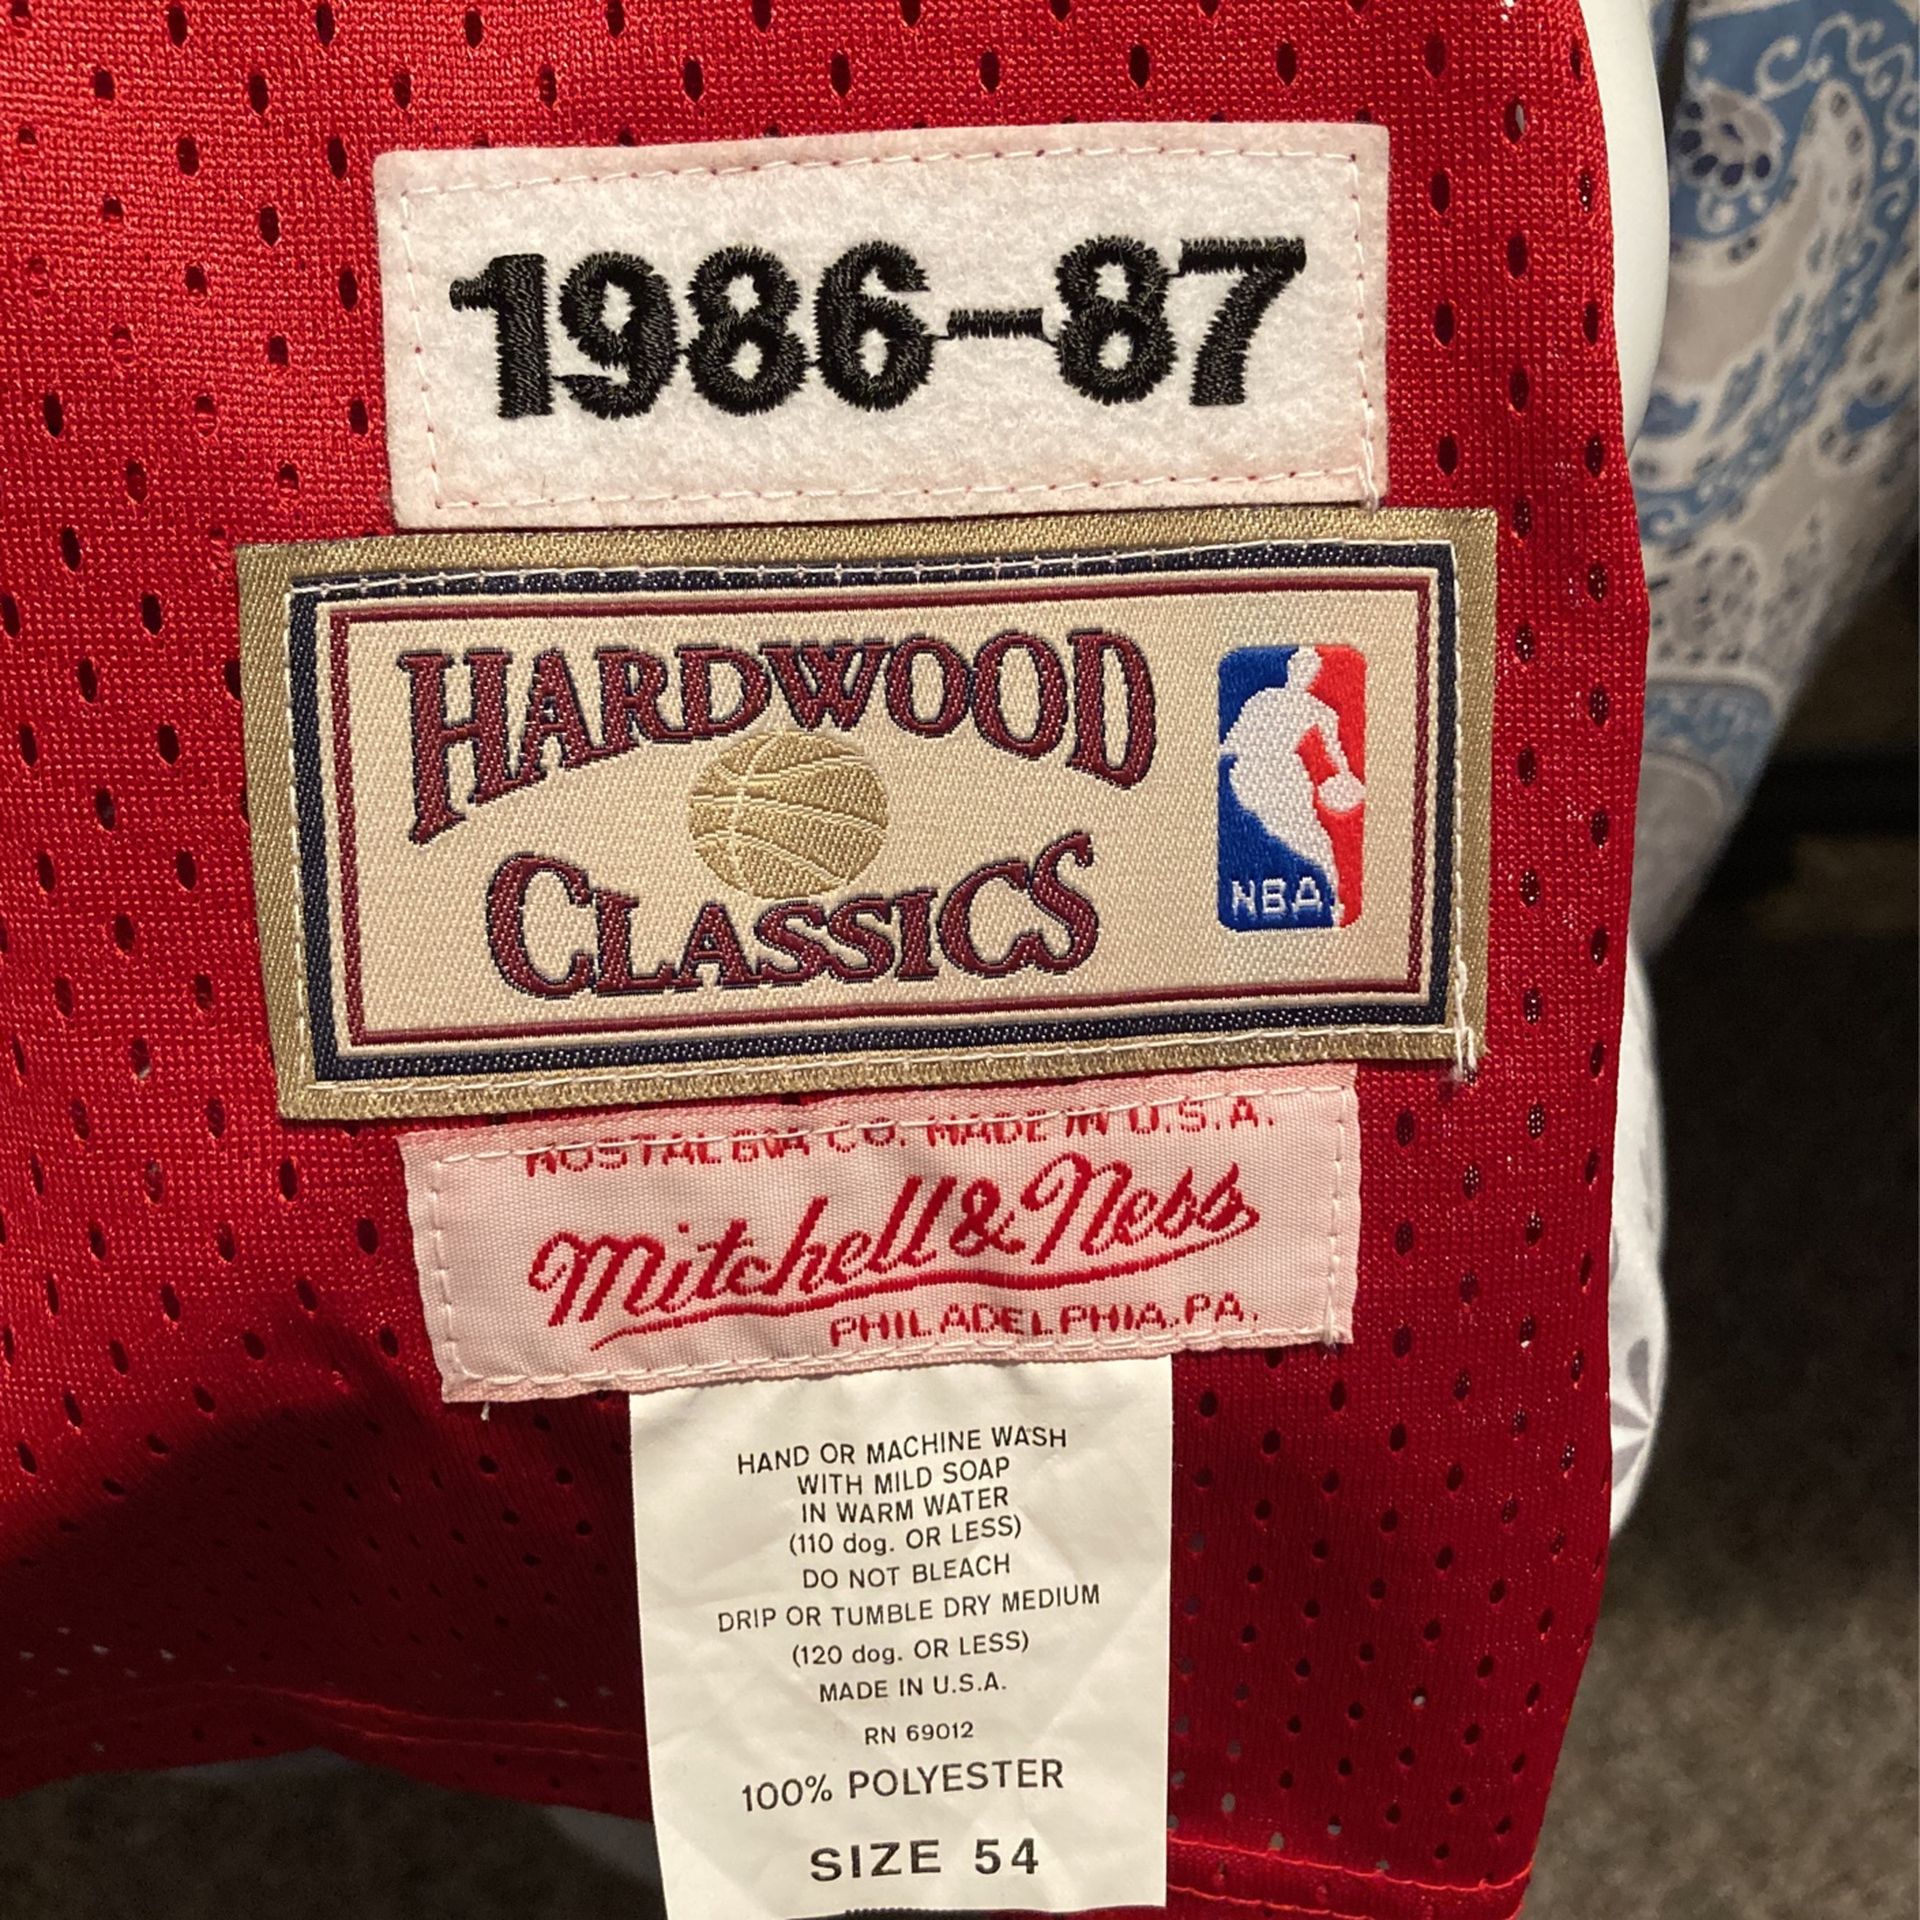 1986-87
HARDWOOD
CLASSICS
NBA
NOSTALGIA CO. MADE IN U.S.A.
Mitchell & Ness
PHILADELPHIA, PA.
HAND OR MACHINE WASH
WITH MILD SOAP
IN WARM WATER
(110 dog. OR LESS)
DO NOT BLEACH
DRIP OR TUMBLE DRY MEDIUM
(120 dog. OR LESS)
MADE IN U.S.A.
RN 69012
100% POLYESTER
SIZE 54